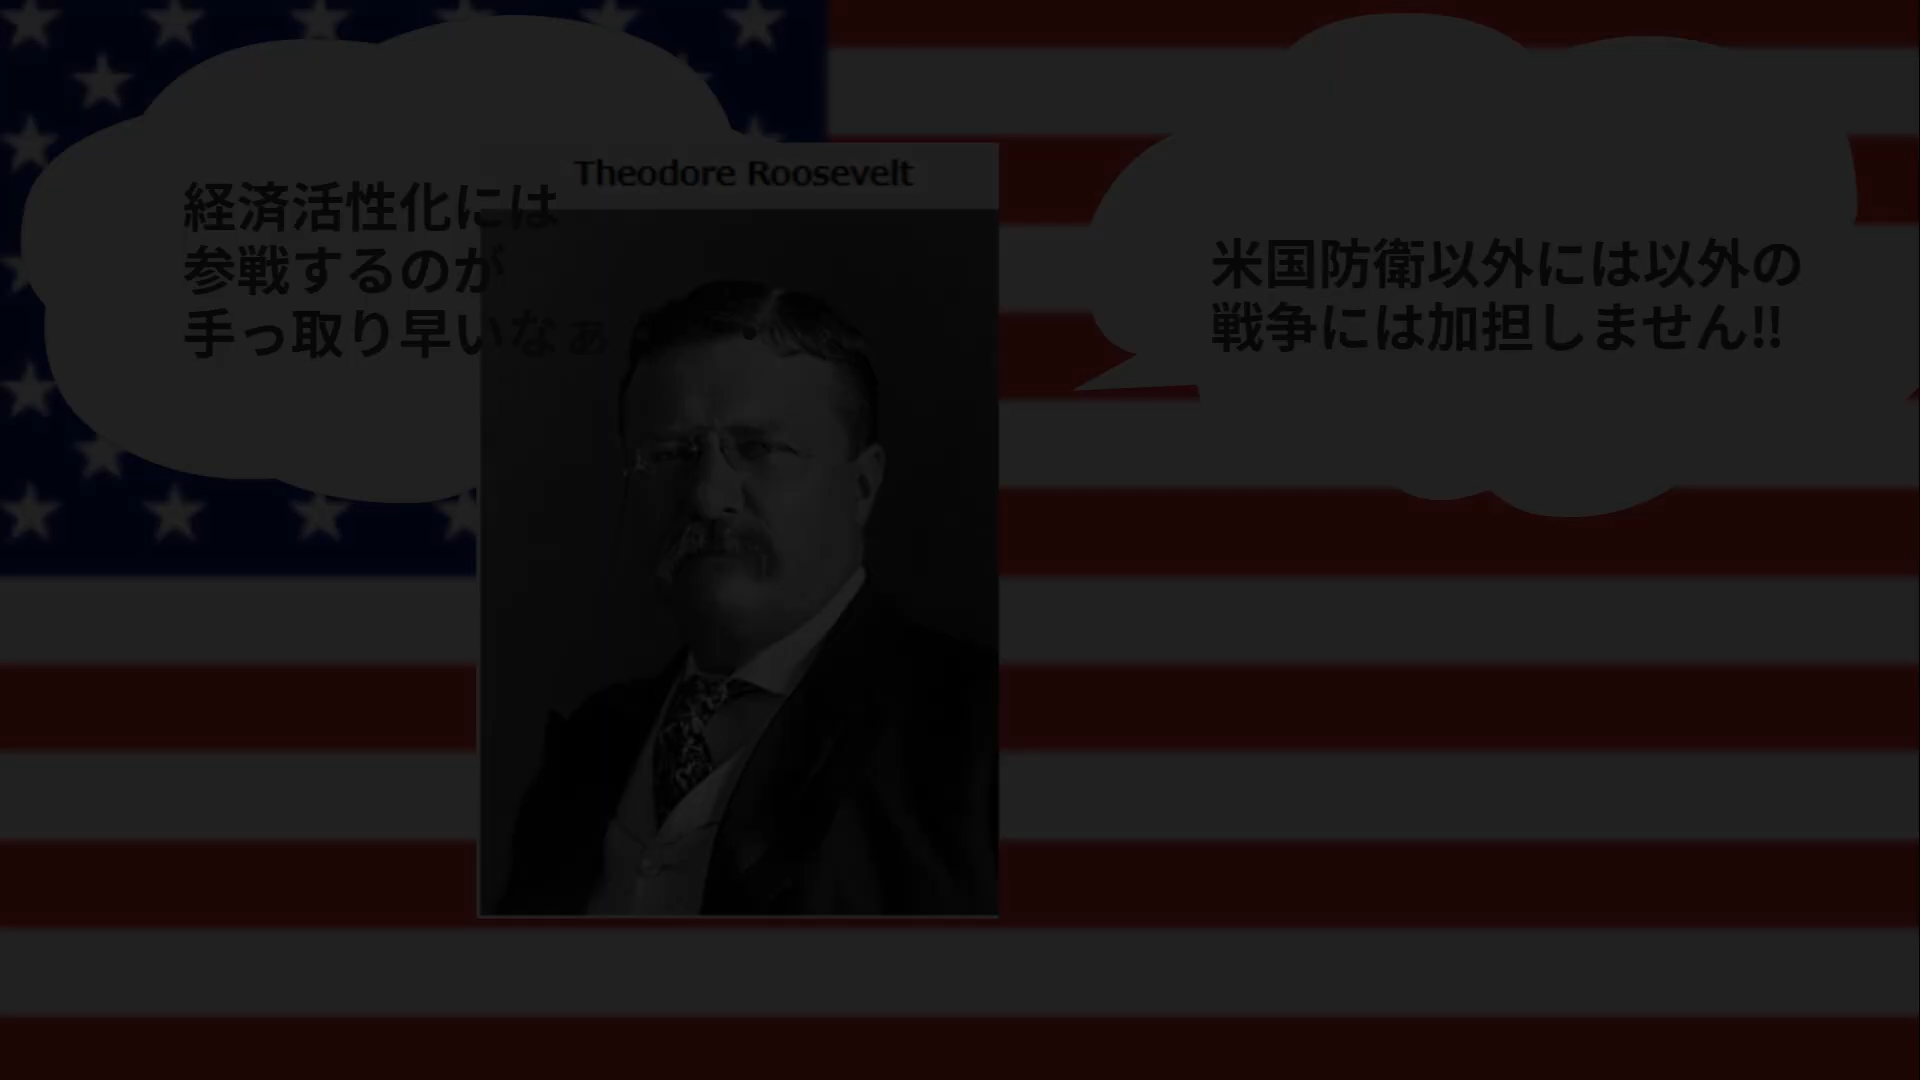 Theodore Roosevelt
経済活性化には
参戦するのが
手っ取り早いなぁ
米国防衛以外には以外の
戦争には加担しません!!